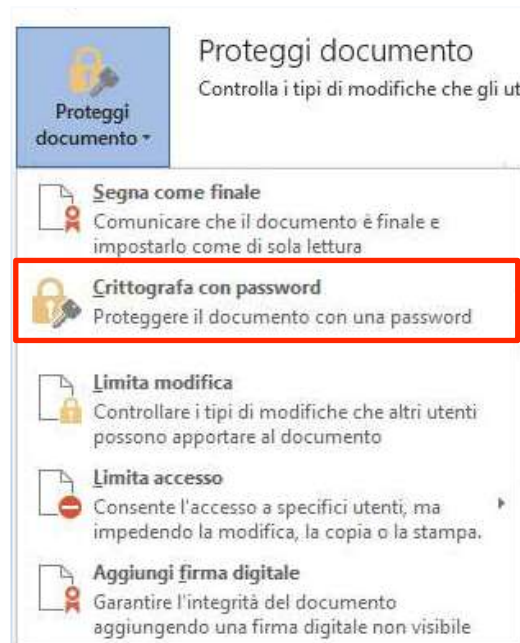 Proteggi documento
Controlla i tipi di modifiche che gli ut
Proteggi
documento
Segna come finale
Comunicare che il documento è finale e
impostarlo come di sola lettura
Crittografa con password
Proteggere il documento con una password
Limita modifica
Controllare i tipi di modifiche che altri utenti
possono apportare al documento
Limita accesso
Consente l'accesso a specifici utenti, ma
impedendo la modifica, la copia o la stampa.
Aggiungi firma digitale
Garantire l'integrità del documento
aggiungendo una firma digitale non visibile